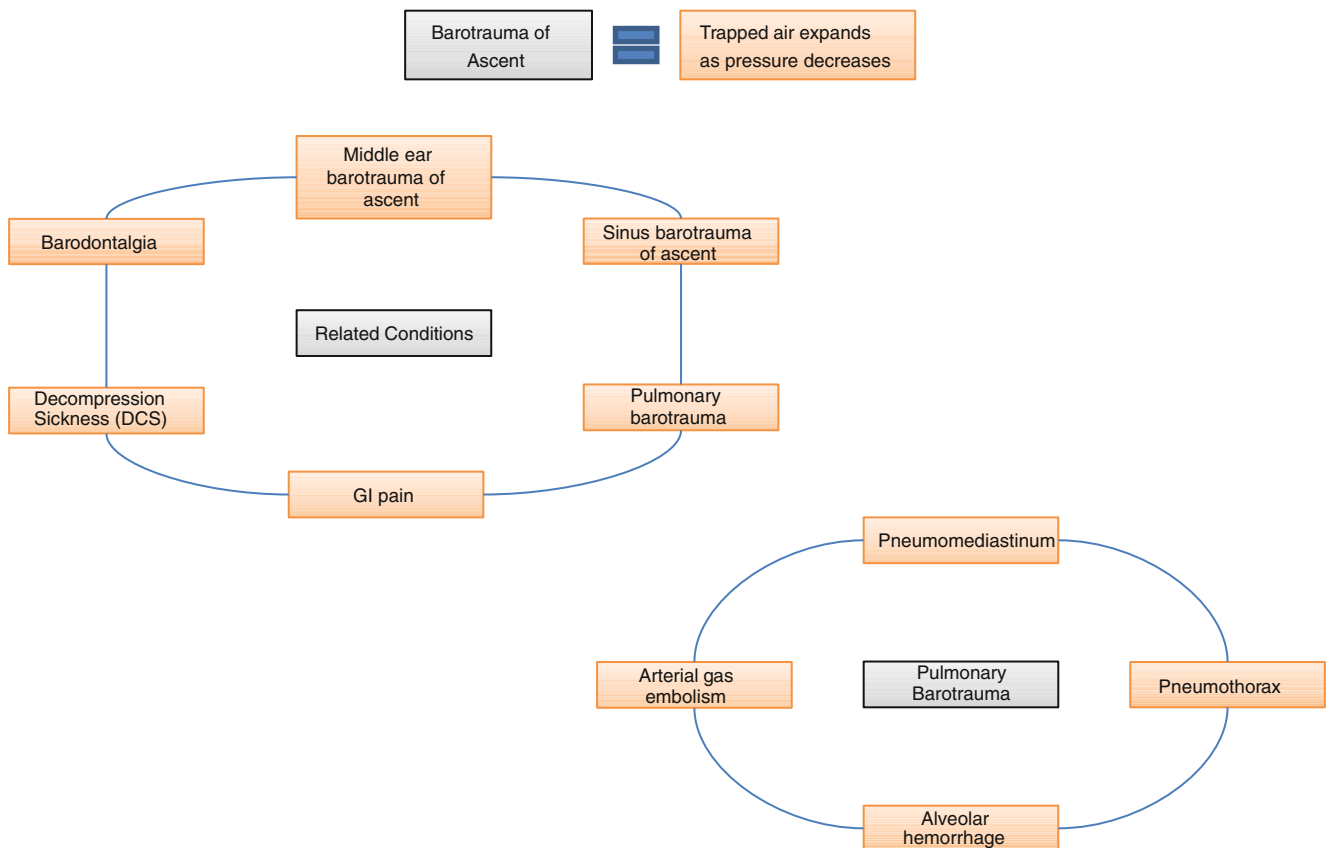 Barotrauma of
Ascent
Trapped air expands
as pressure decreases
Middle ear
barotrauma of
ascent
Barodontalgia
Sinus barotrauma
of ascent
Related Conditions
Decompression
Sickness (DCS)
Pulmonary
barotrauma
GI pain
Pneumomediastinum
Arterial gas
embolism
Pulmonary
Barotrauma
Pneumothorax
Alveolar
hemorrhage